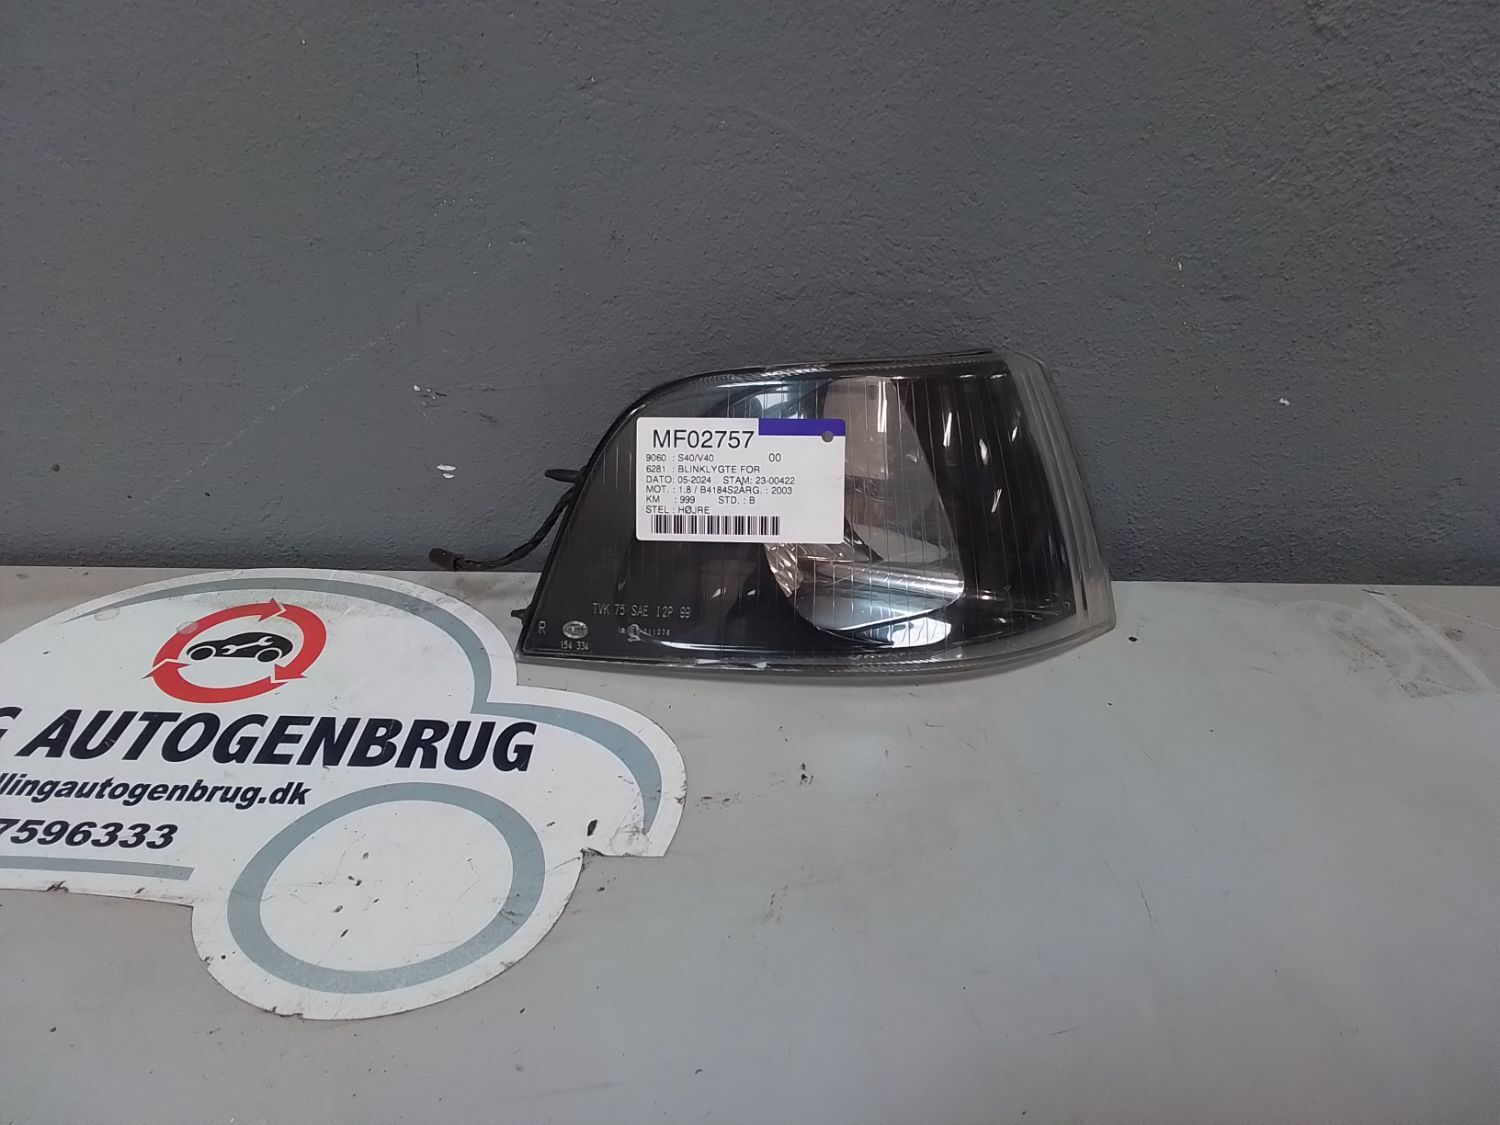 MF02757
9060 : S40/V40 00
6281 : BLINKLYGTE FOR
DATO: 05-2024 STAM: 23-00422
MOT. : 1.8 / B4184S2ÅRG. : 2003
KM : 999 STD. : B
STEL : HØJRE
TVK 75 SAE I2P 99
R
154 334
AUTOGENBRUG
llingautogenbrug.dk
7596333